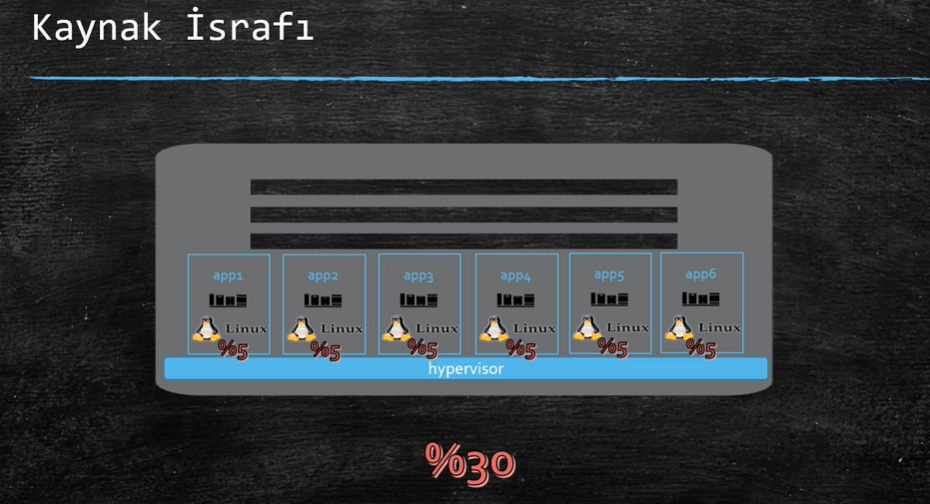 Kaynak İsrafı
app1 app2 app3 app4 app5 app6
Linux Linux Linux Linux Linux Linux
%5 %5 %5 %5 %5 %5
hypervisor
%30